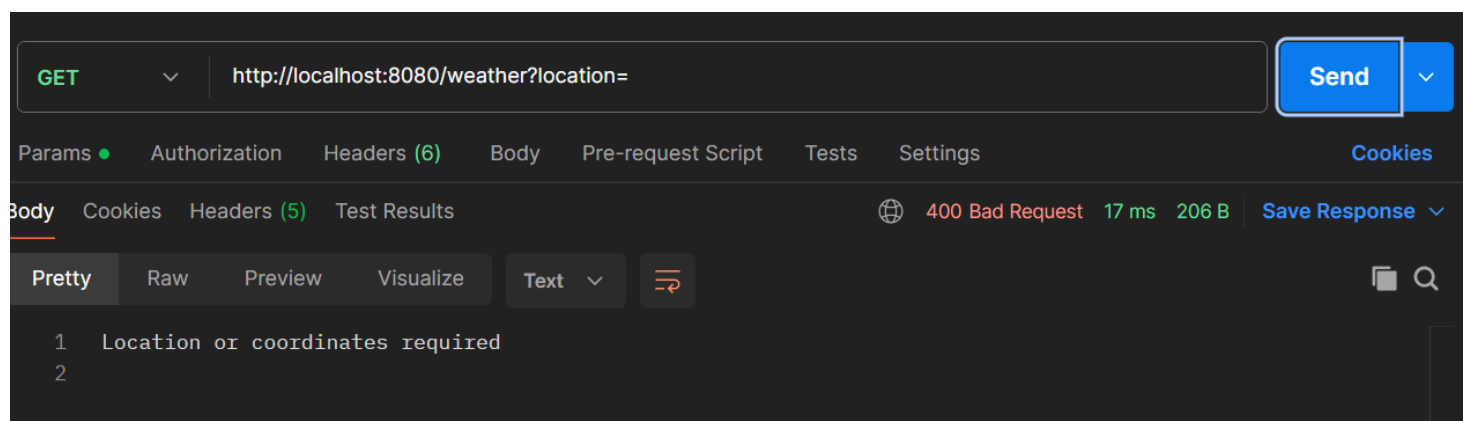 GET http://localhost:8080/weather?location= Send
Params Authorization Headers (6) Body Pre-request Script Tests Settings Cookies
Body Cookies Headers (5) Test Results 400 Bad Request 17 ms 206 B Save Response
Pretty Raw Preview Visualize Text
1 Location or coordinates required
2